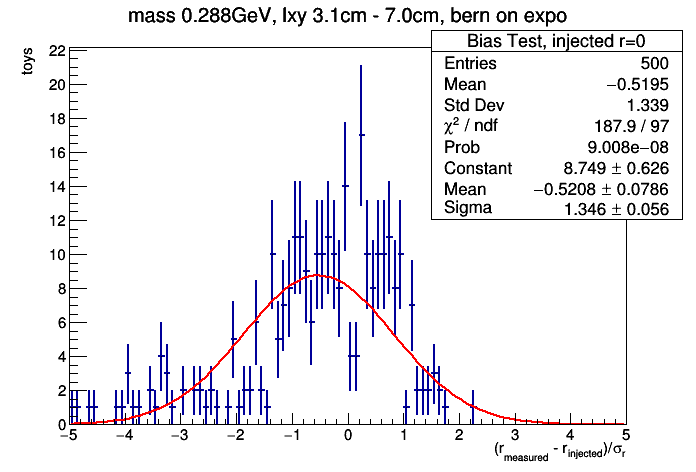 mass 0.288GeV, lxy 3.1cm - 7.0cm, bern on expo
Bias Test, injected r=0
Entries 500
Mean −0.5195
Std Dev 1.339
χ² / ndf 187.9 / 97
Prob 9.008e−08
Constant 8.749 ± 0.626
Mean −0.5208 ± 0.0786
Sigma 1.346 ± 0.056
toys
22
20
18
16
14
12
10
8
6
4
2
0
−5 −4 −3 −2 −1 0 1 2 3 4 5
(r_measured - r_injected)/σ_r